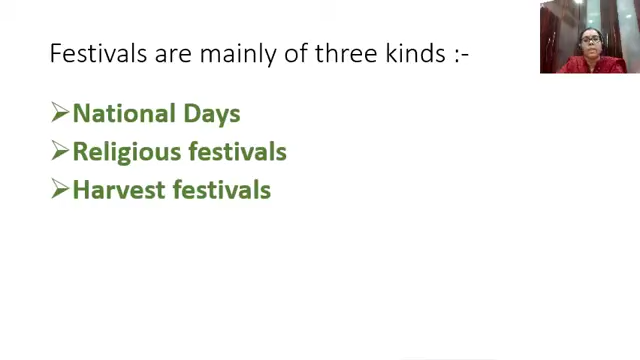 Festivals are mainly of three kinds :-
➢National Days
➢Religious festivals
➢Harvest festivals